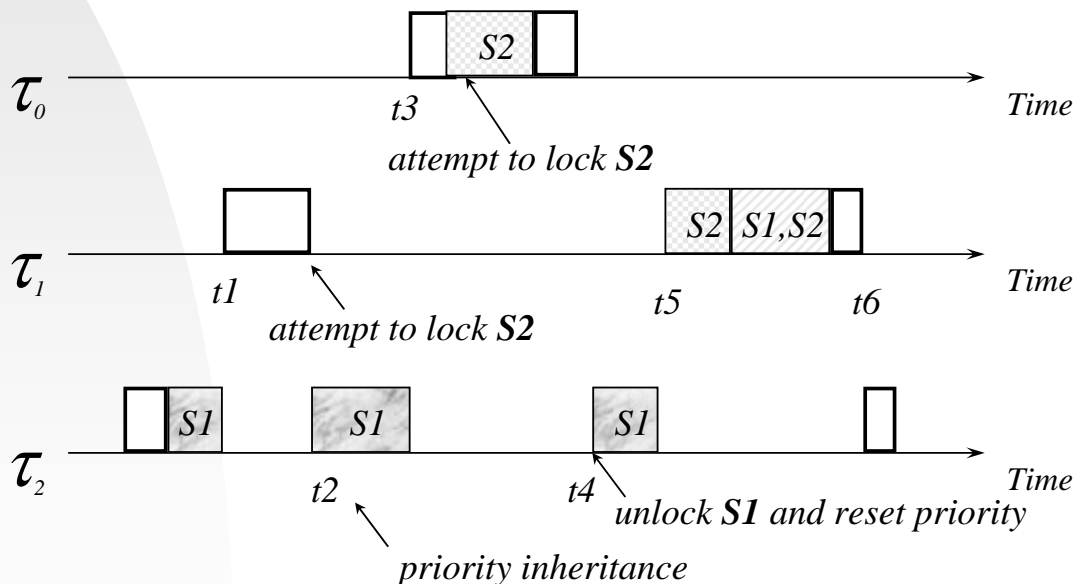 S2
τ0
t3
Time
attempt to lock S2
S2
S1,S2
τ1
t1
t5
t6
Time
attempt to lock S2
S1
S1
S1
τ2
t2
t4
Time
unlock S1 and reset priority
priority inheritance